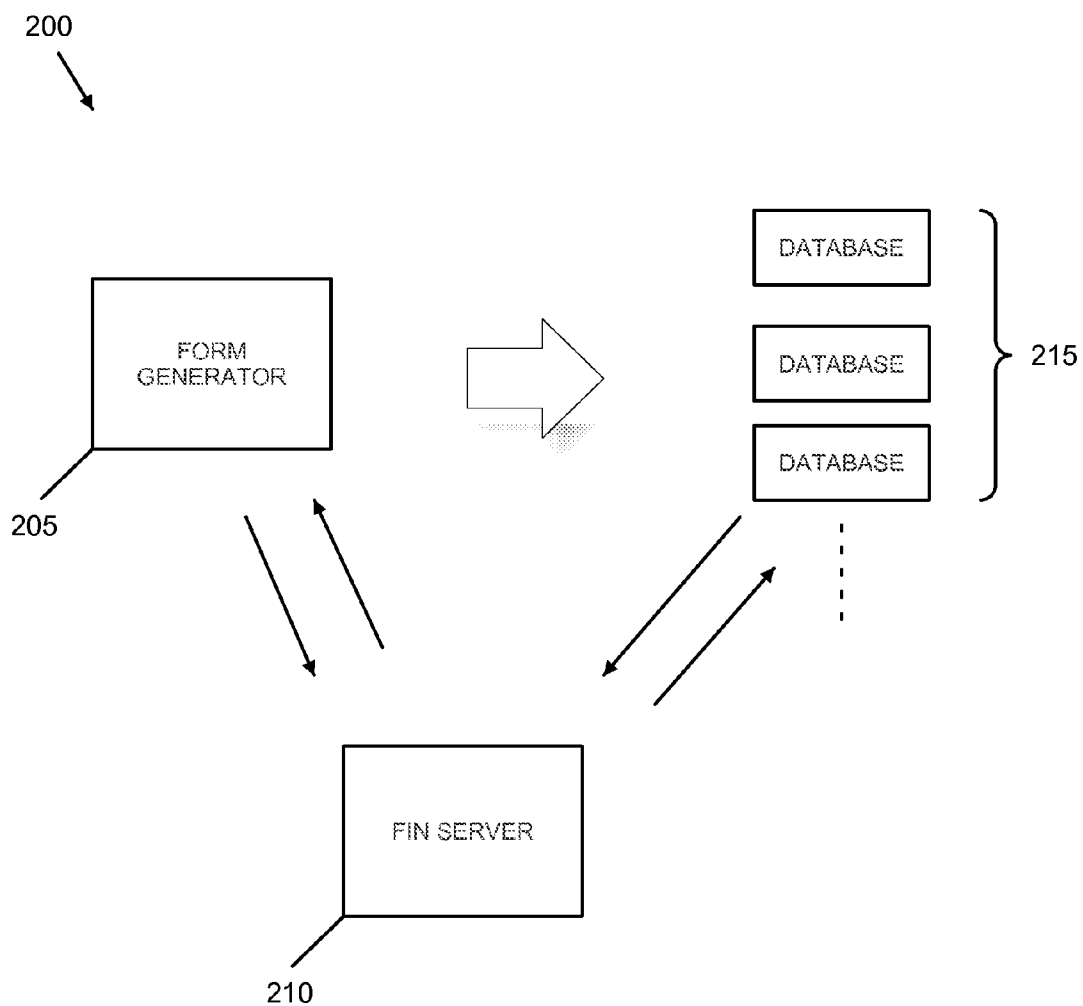 200
DATABASE
FORM
GENERATOR
DATABASE
215
DATABASE
205
FIN SERVER
210